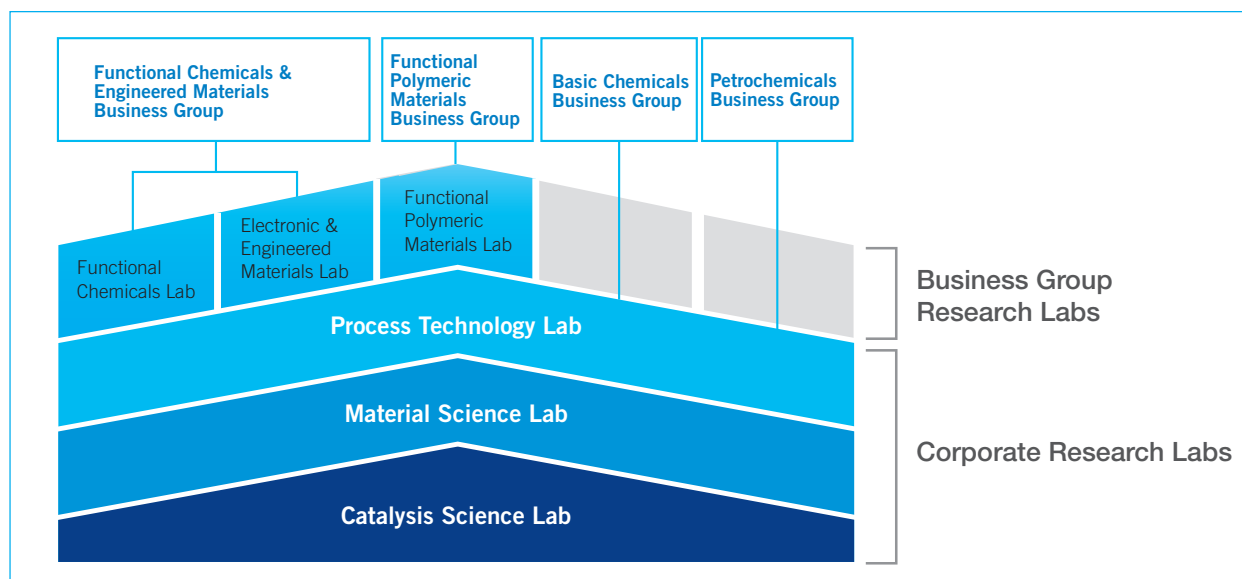 Functional Chemicals &
Engineered Materials
Business Group
Functional
Polymeric
Materials
Business Group
Basic Chemicals
Business Group
Petrochemicals
Business Group
Functional
Chemicals Lab
Electronic &
Engineered
Materials Lab
Functional
Polymeric
Materials Lab
Business Group
Research Labs
Process Technology Lab
Material Science Lab
Catalysis Science Lab
Corporate Research Labs